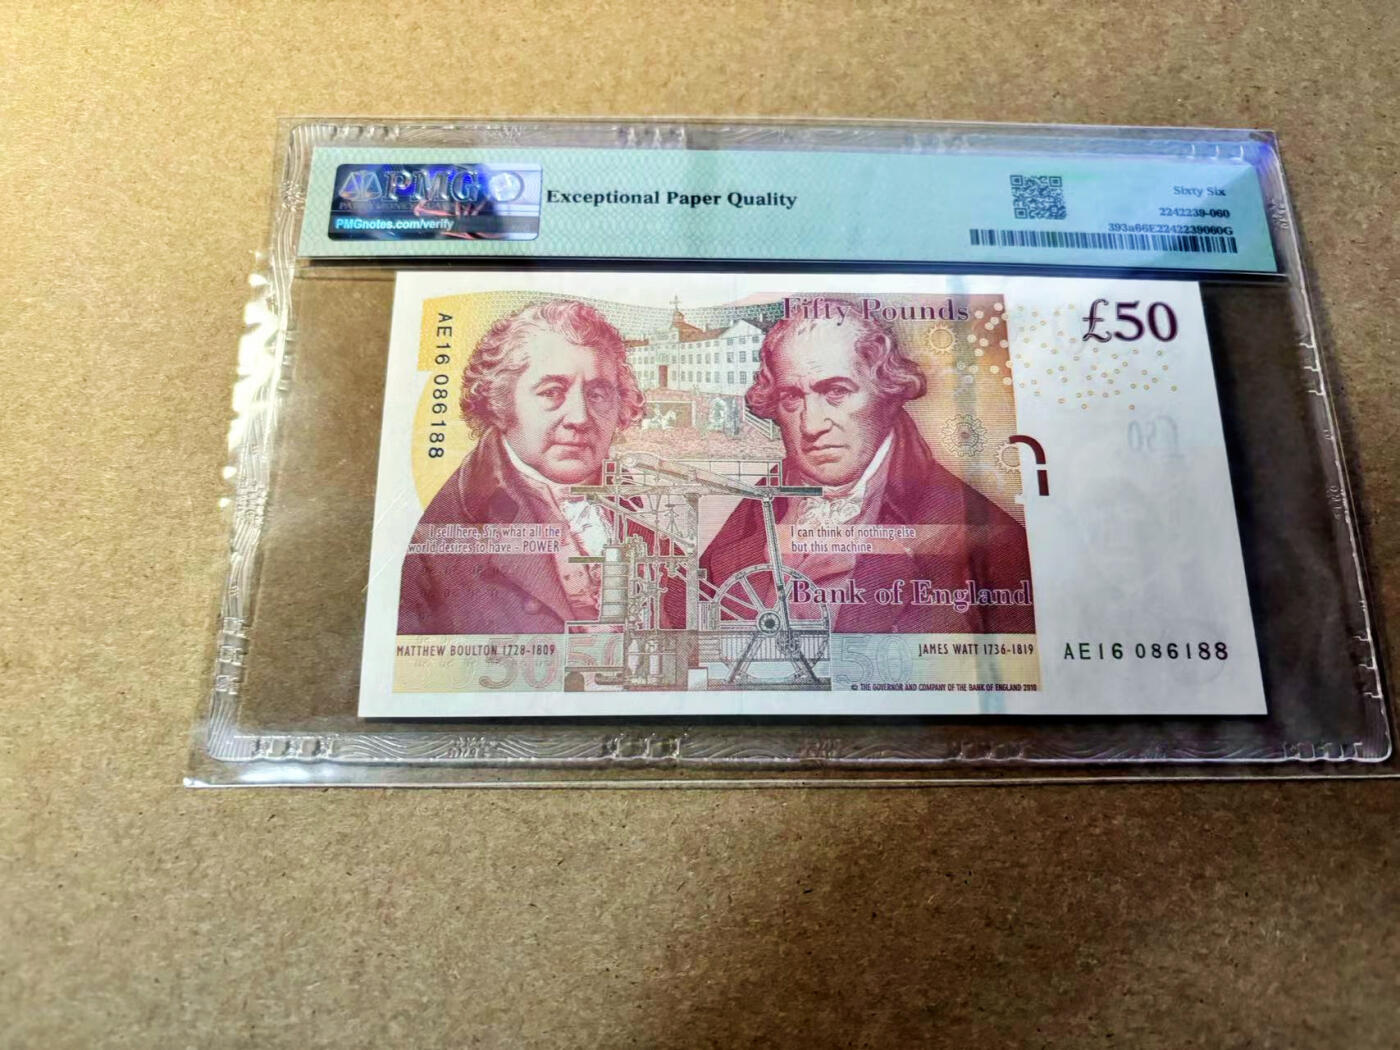 PMG
PMGnotes.com/verify
Exceptional Paper Quality
Sixty Six
2242239-060
393a66E2242239060G
AE16 086188
Fifty Pounds
£50
£50
I sell here, Sir, what all the
world desires to have - POWER
I can think of nothing else
but this machine
Bank of England
MATTHEW BOULTON 1728-1809
50
50
JAMES WATT 1736-1819
AE16 086188
© THE GOVERNOR AND COMPANY OF THE BANK OF ENGLAND 2010